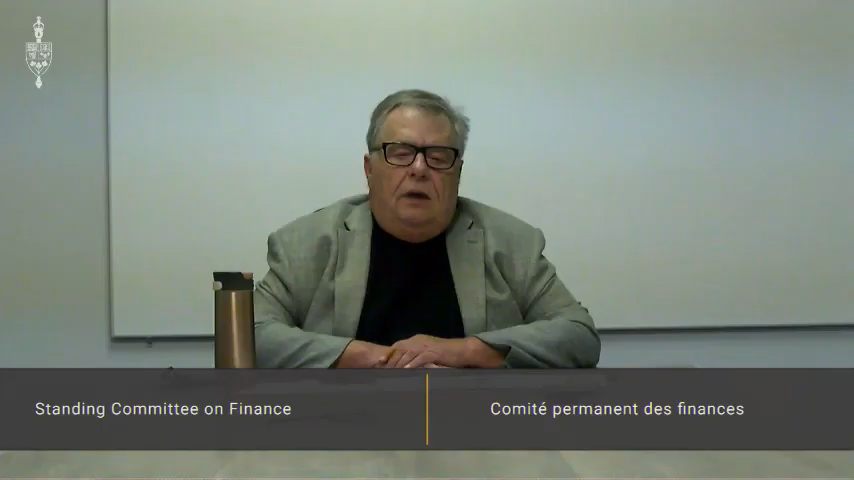 Standing Committee on Finance
Comité permanent des finances